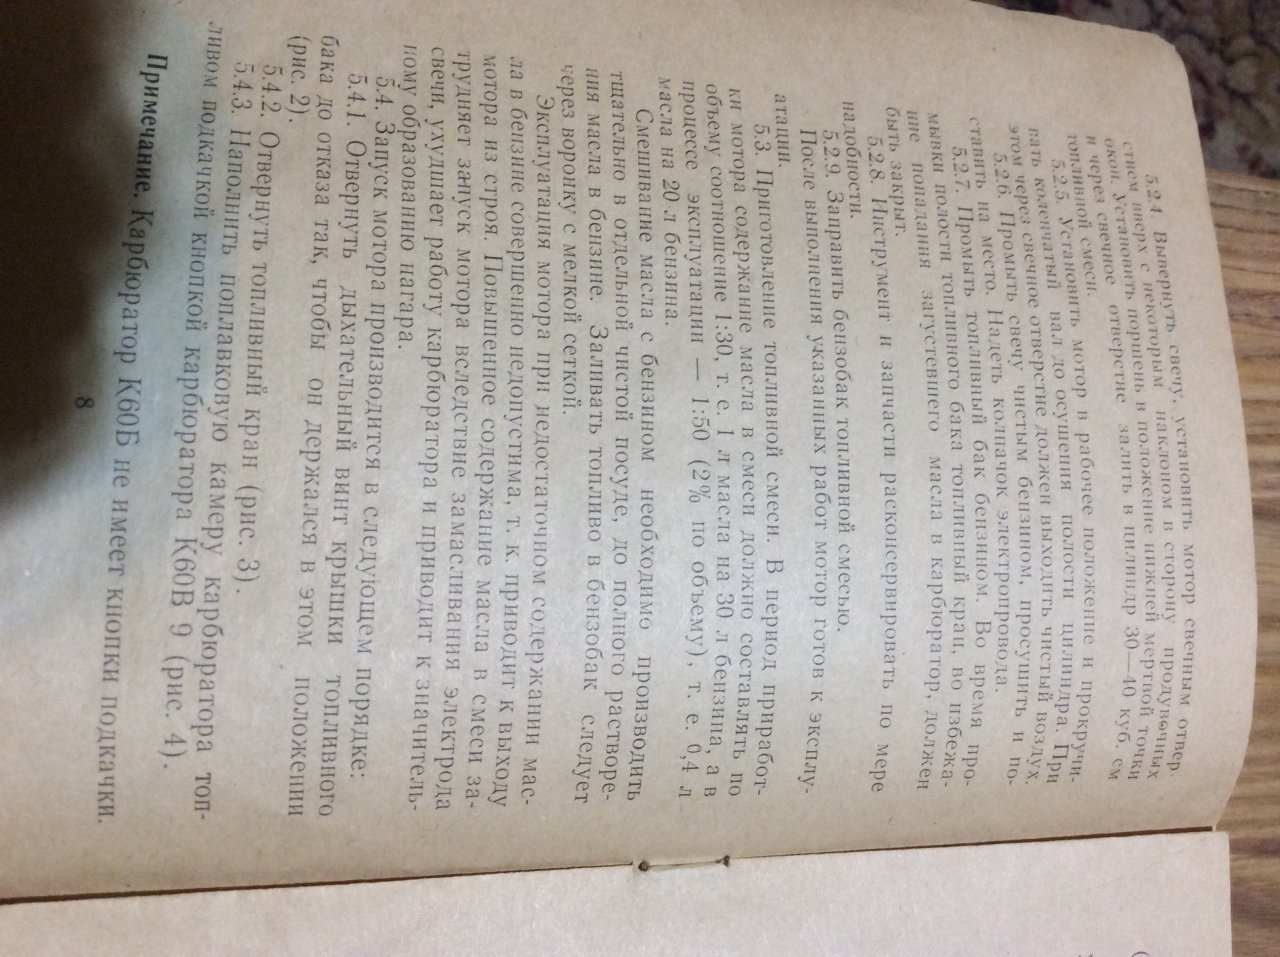 5.2.4. Вывернуть свечу, установить мотор свечным отвер-
стием вверх с некоторым наклоном в сторону продувочных
окон. Установить поршень в положение нижней мертвой точки
и через свечное отверстие залить в цилиндр 30—40 куб. см
топливной смеси.
5.2.5. Установить мотор в рабочее положение и прокручи-
вать коленчатый вал до осушения полости цилиндра. При
этом через свечное отверстие должен выходить чистый воздух.
5.2.6. Промыть свечу чистым бензином, просушить и по-
ставить на место. Надеть колпачок электропровода.
5.2.7. Промыть топливный бак бензином. Во время про-
мывки полости топливного бака топливный кран, во избежа-
ние попадания загустевшего масла в карбюратор, должен
быть закрыт.
5.2.8. Инструмент и запчасти расконсервировать по мере
надобности.
5.2.9. Заправить бензобак топливной смесью.
После выполнения указанных работ мотор готов к эксплу-
атации.
5.3. Приготовление топливной смеси. В период приработ-
ки мотора содержание масла в смеси должно составлять по
объему соотношение 1:30, т. е. 1 л масла на 30 л бензина, а в
процессе эксплуатации — 1:50 (2% по объему), т. е. 0,4 л
масла на 20 л бензина.
Смешивание масла с бензином необходимо производить
тщательно в отдельной чистой посуде, до полного растворе-
ния масла в бензине. Заливать топливо в бензобак следует
через воронку с мелкой сеткой.
Эксплуатация мотора при недостаточном содержании мас-
ла в бензине совершенно недопустима, т. к. приводит к выходу
мотора из строя. Повышенное содержание масла в смеси за-
трудняет запуск мотора вследствие замасливания электрода
свечи, ухудшает работу карбюратора и приводит к значитель-
ному образованию нагара.
5.4. Запуск мотора производится в следующем порядке:
5.4.1. Отвернуть дыхательный винт крышки топливного
бака до отказа так, чтобы он держался в этом положении
(рис. 2).
5.4.2. Отвернуть топливный кран (рис. 3).
5.4.3. Наполнить поплавковую камеру карбюратора топ-
ливом подкачкой кнопкой карбюратора К60В 9 (рис. 4).
Примечание. Карбюратор К60Б не имеет кнопки подкачки.
8